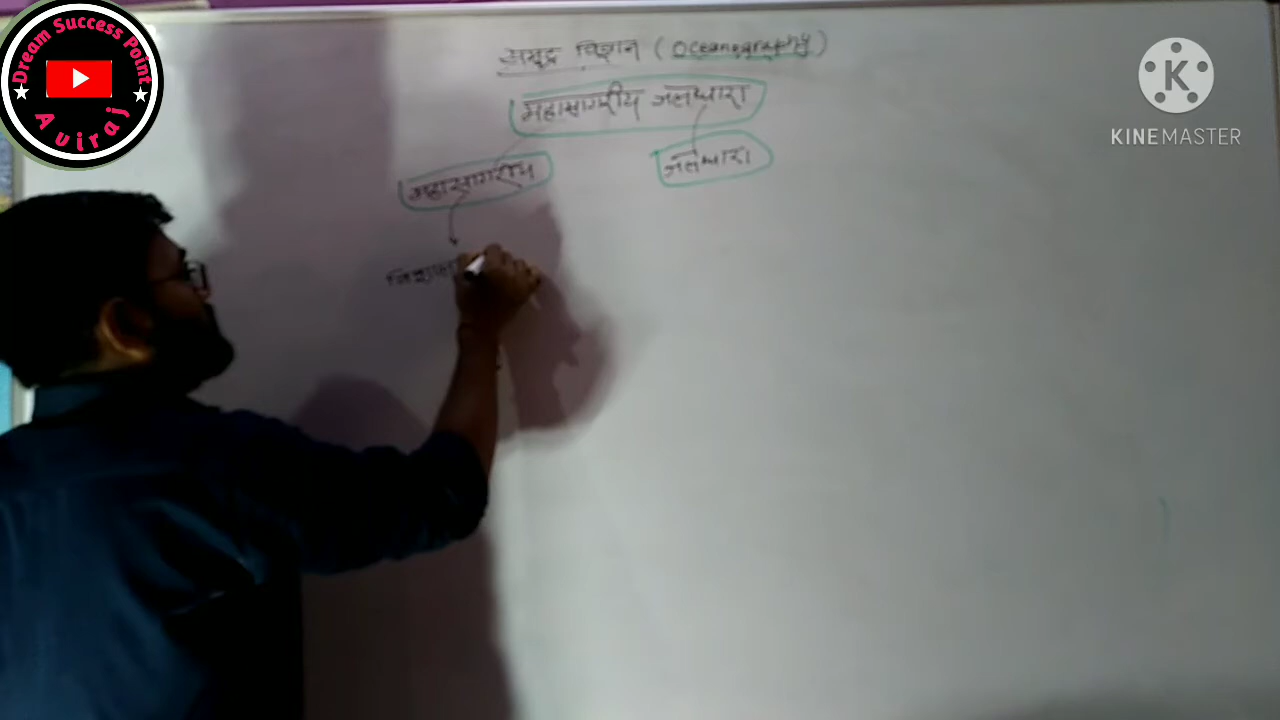 Dream Success Point
Aviraj
K
KINEMASTER
समुद्र विज्ञान (Oceanography)
महासागरीय जलधारा
महासागरीय
जलधारा
विशाल